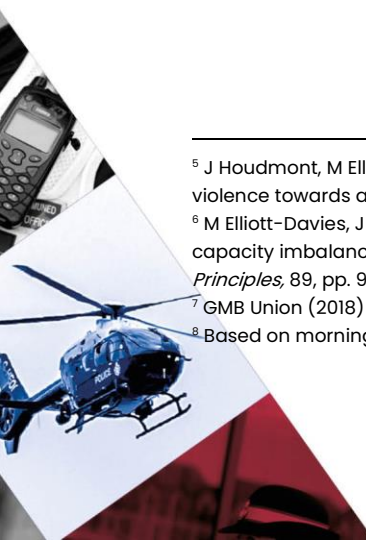 ⁵ J Houdmont, M Ell
violence towards a
⁶ M Elliott-Davies, J
capacity imbalanc
Principles, 89, pp. 9
⁷ GMB Union (2018)
⁸ Based on morning
POLICE